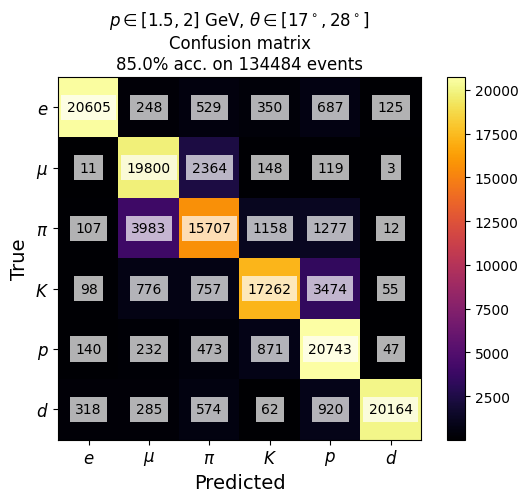 p ∈ [1.5, 2] GeV, θ ∈ [17°, 28°]
Confusion matrix
85.0% acc. on 134484 events
True
e 20605 248 529 350 687 125
μ 11 19800 2364 148 119 3
π 107 3983 15707 1158 1277 12
K 98 776 757 17262 3474 55
p 140 232 473 871 20743 47
d 318 285 574 62 920 20164
e μ π K p d
Predicted
20000
17500
15000
12500
10000
7500
5000
2500